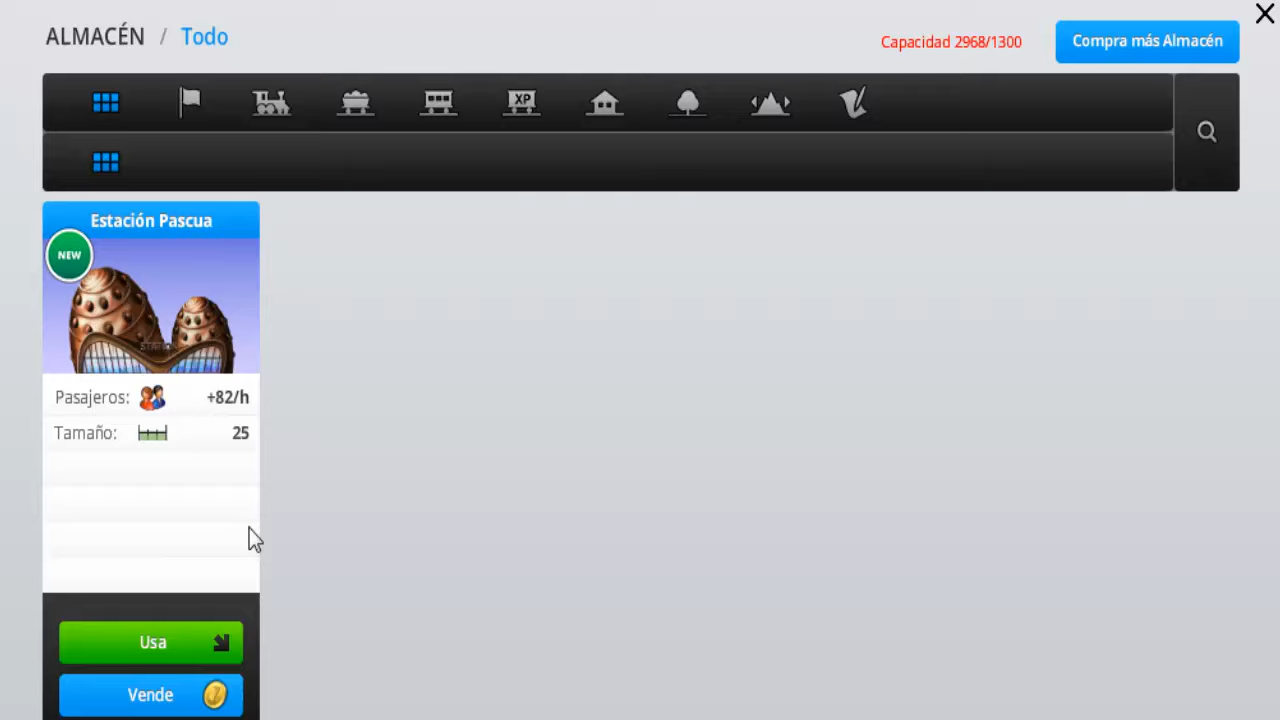 ALMACÉN / Todo
Capacidad 2968/1300
Compra más Almacén
XP
Estación Pascua
NEW
Pasajeros: +82/h
Tamaño: 25
Usa
Vende